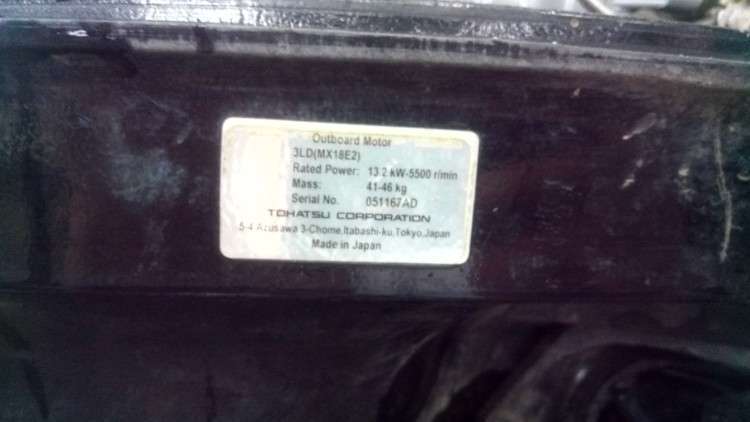 Outboard Motor
3LD(MX18E2)
Rated Power: 13.2 kW-5500 r/min
Mass: 41-46 kg
Serial No. 051167AD
TOHATSU CORPORATION
5-4 Azusawa 3-Chome,Itabashi-ku,Tokyo,Japan
Made in Japan